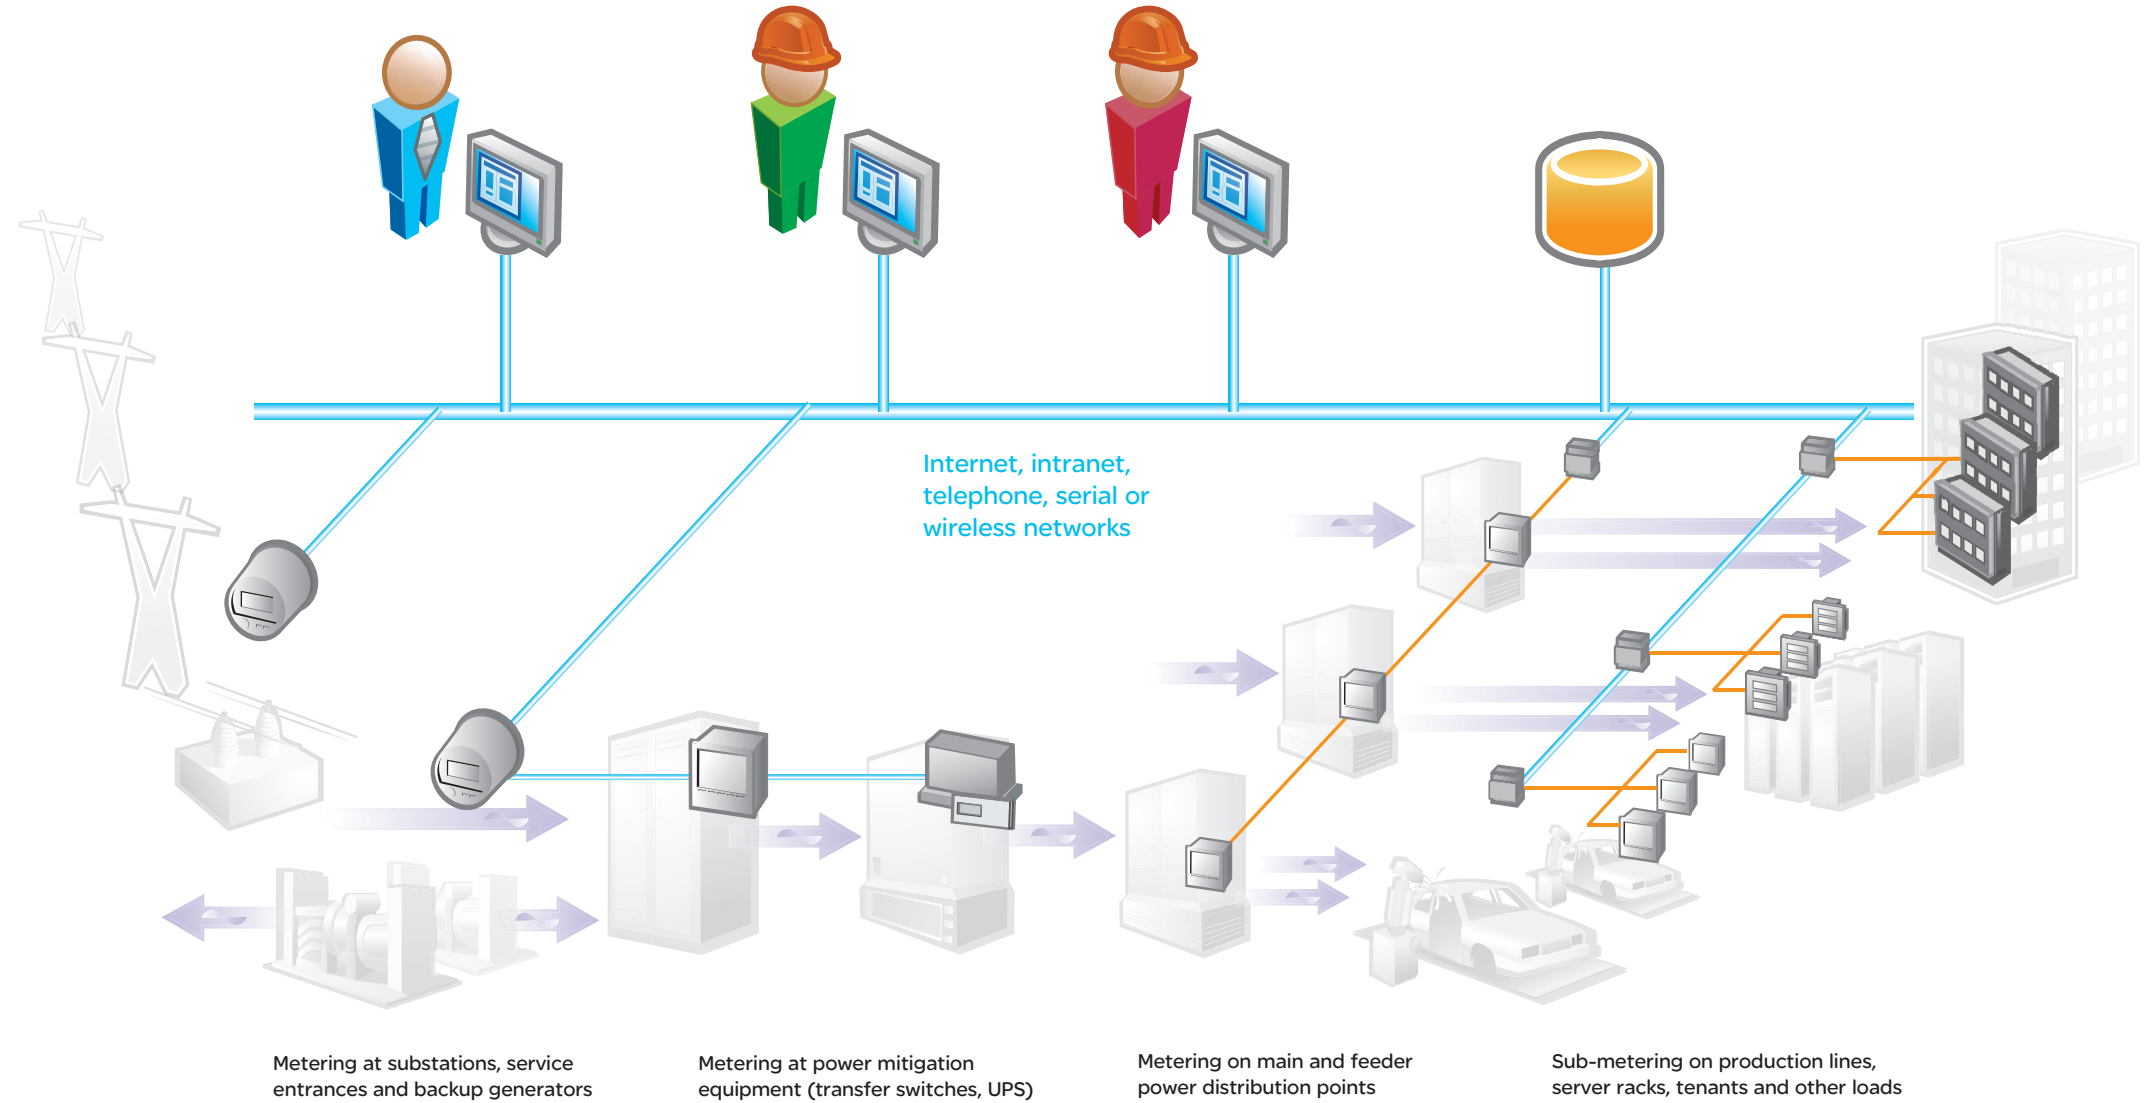 Internet, intranet,
telephone, serial or
wireless networks
Metering at substations, service
entrances and backup generators
Metering at power mitigation
equipment (transfer switches, UPS)
Metering on main and feeder
power distribution points
Sub-metering on production lines,
server racks, tenants and other loads